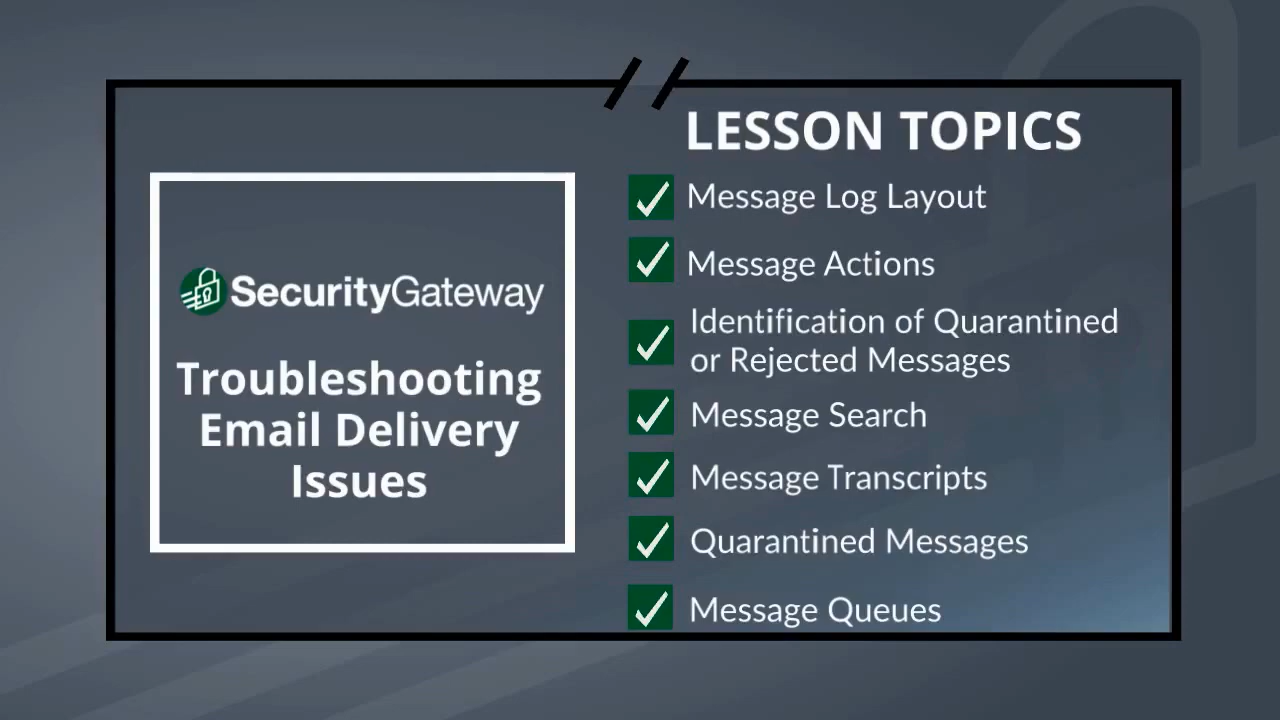 SecurityGateway
Troubleshooting
Email Delivery
Issues
LESSON TOPICS
Message Log Layout
Message Actions
Identification of Quarantined
or Rejected Messages
Message Search
Message Transcripts
Quarantined Messages
Message Queues